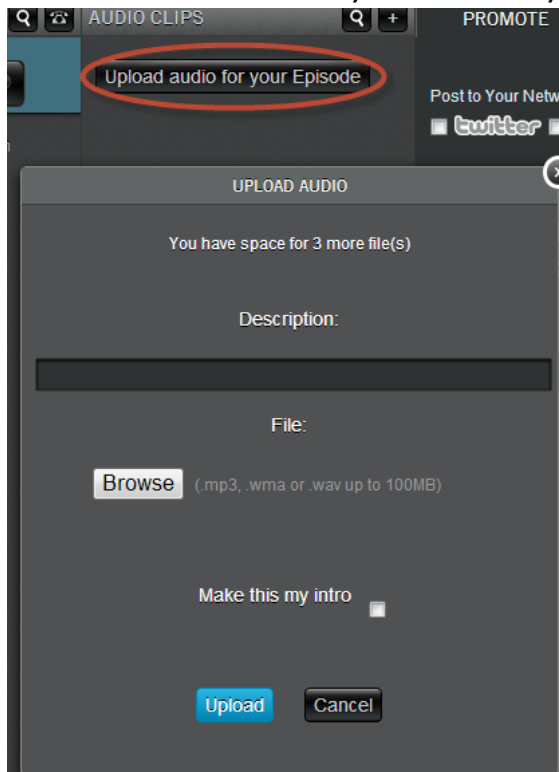 AUDIO CLIPS
+
PROMOTE
Upload audio for your Episode
Post to Your Netw
twitter
UPLOAD AUDIO
You have space for 3 more file(s)
Description:
File:
Browse (.mp3, .wma or .wav up to 100MB)
Make this my intro
Upload Cancel